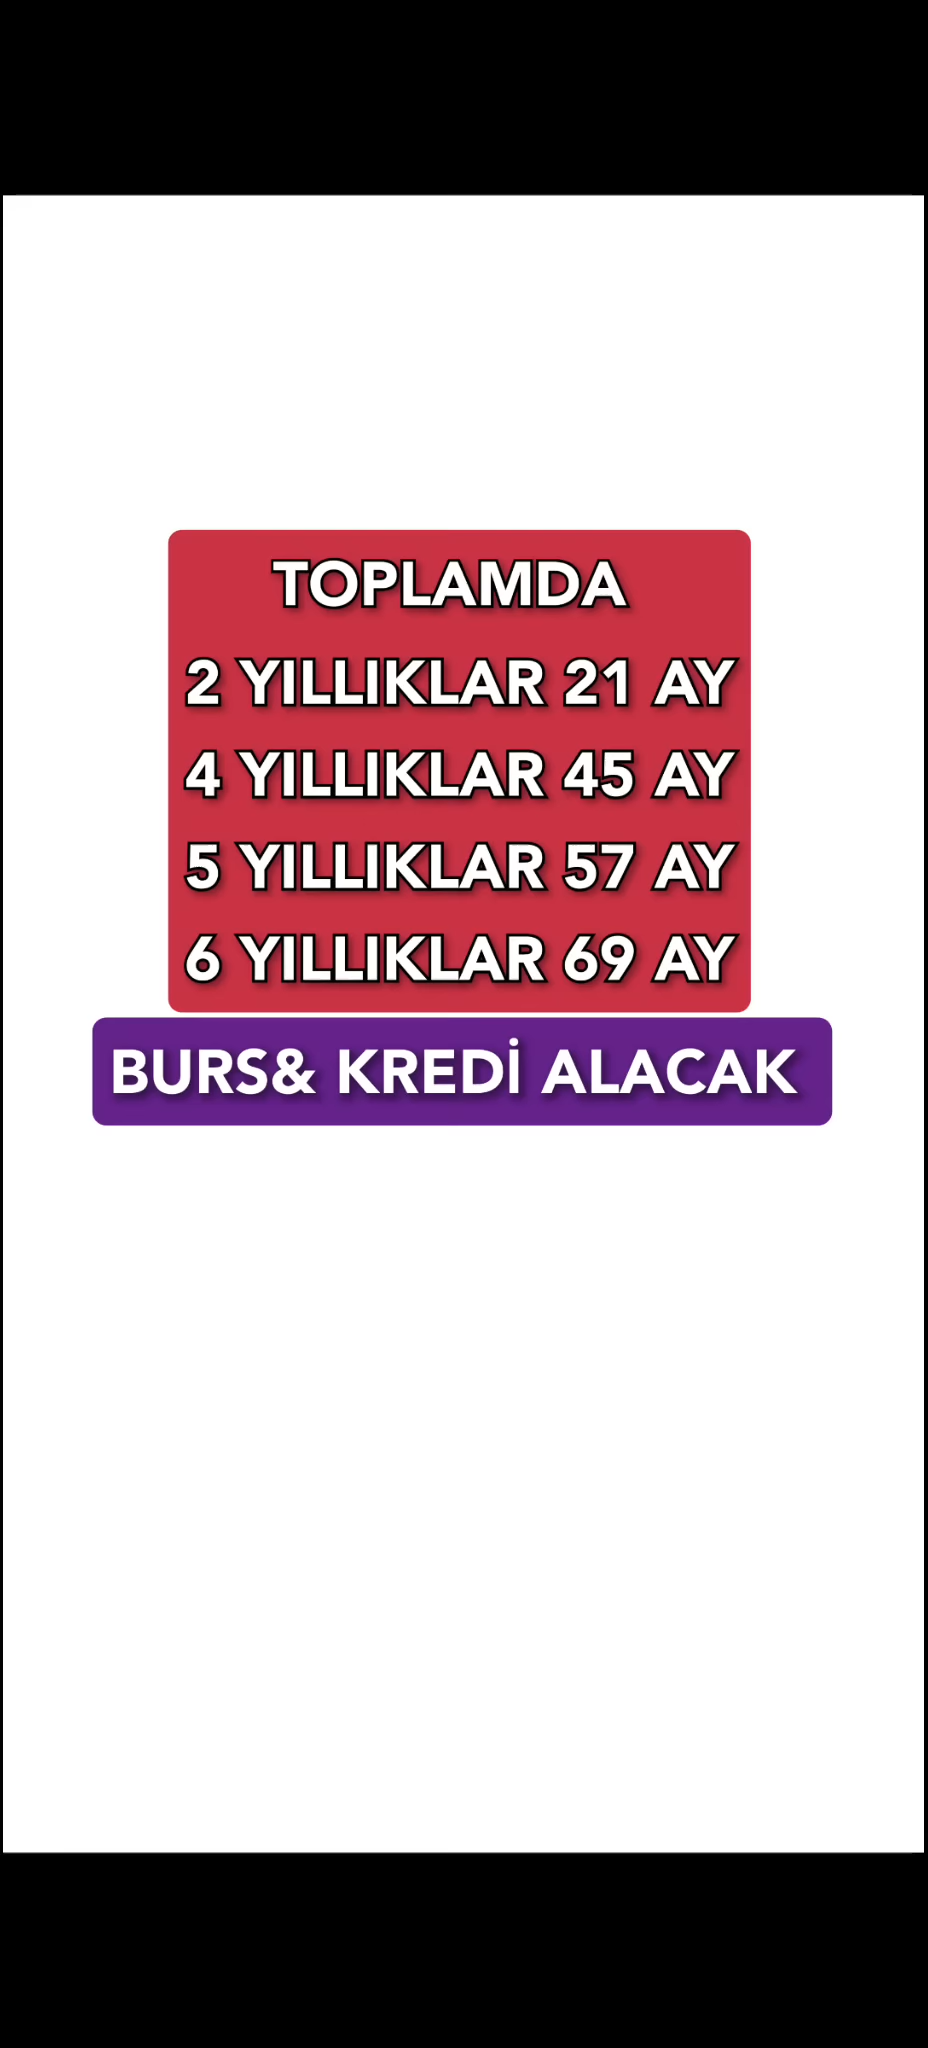 TOPLAMDA
2 YILLIKLAR 21 AY
4 YILLIKLAR 45 AY
5 YILLIKLAR 57 AY
6 YILLIKLAR 69 AY
BURS& KREDİ ALACAK